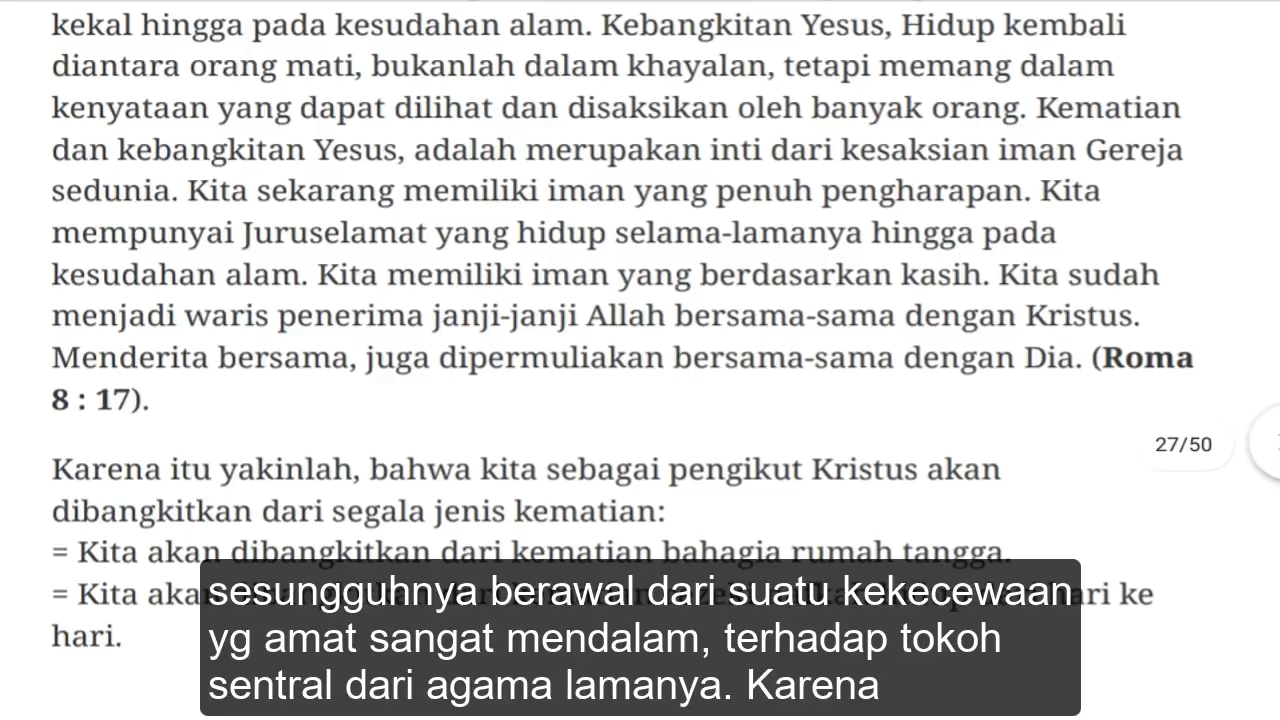 kekal hingga pada kesudahan alam. Kebangkitan Yesus, Hidup kembali
diantara orang mati, bukanlah dalam khayalan, tetapi memang dalam
kenyataan yang dapat dilihat dan disaksikan oleh banyak orang. Kematian
dan kebangkitan Yesus, adalah merupakan inti dari kesaksian iman Gereja
sedunia. Kita sekarang memiliki iman yang penuh pengharapan. Kita
mempunyai Juruselamat yang hidup selama-lamanya hingga pada
kesudahan alam. Kita memiliki iman yang berdasarkan kasih. Kita sudah
menjadi waris penerima janji-janji Allah bersama-sama dengan Kristus.
Menderita bersama, juga dipermuliakan bersama-sama dengan Dia. (Roma
8 : 17).
27/50
Karena itu yakinlah, bahwa kita sebagai pengikut Kristus akan
dibangkitkan dari segala jenis kematian:
= Kita akan dibangkitkan dari kematian bahagia rumah tangga.
= Kita ke
hari.
sesungguhnya berawal dari suatu kekecewaan
yg amat sangat mendalam, terhadap tokoh
sentral dari agama lamanya. Karena